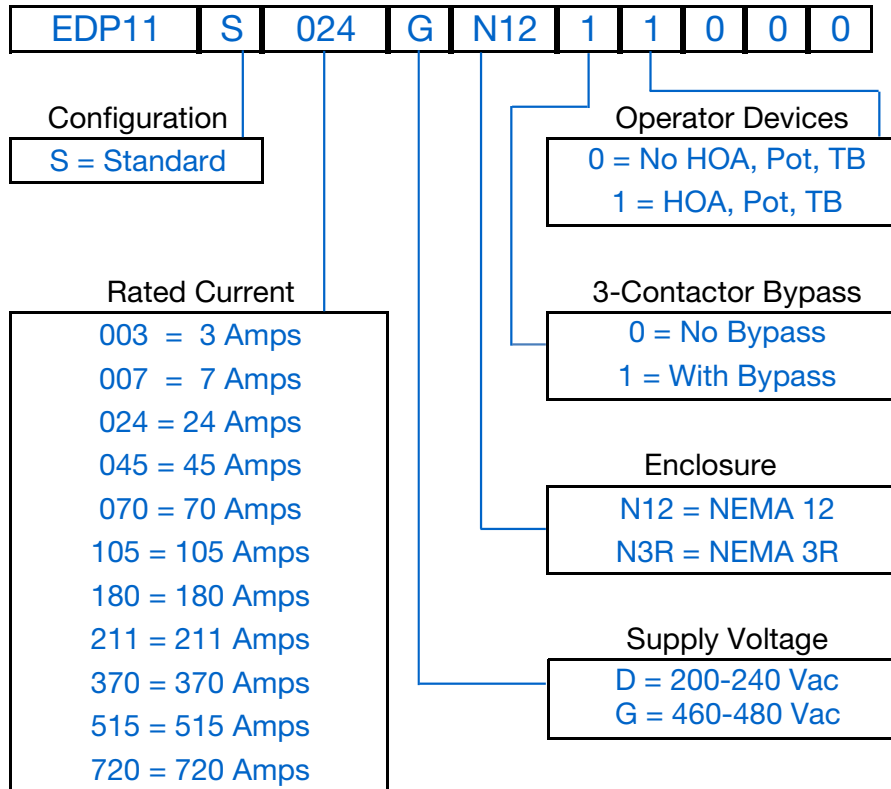 EDP11 S 024 G N12 1 1 0 0 0
Configuration
S = Standard
Operator Devices
0 = No HOA, Pot, TB
1 = HOA, Pot, TB
Rated Current
003 = 3 Amps
007 = 7 Amps
024 = 24 Amps
045 = 45 Amps
070 = 70 Amps
105 = 105 Amps
180 = 180 Amps
211 = 211 Amps
370 = 370 Amps
515 = 515 Amps
720 = 720 Amps
3-Contactor Bypass
0 = No Bypass
1 = With Bypass
Enclosure
N12 = NEMA 12
N3R = NEMA 3R
Supply Voltage
D = 200-240 Vac
G = 460-480 Vac